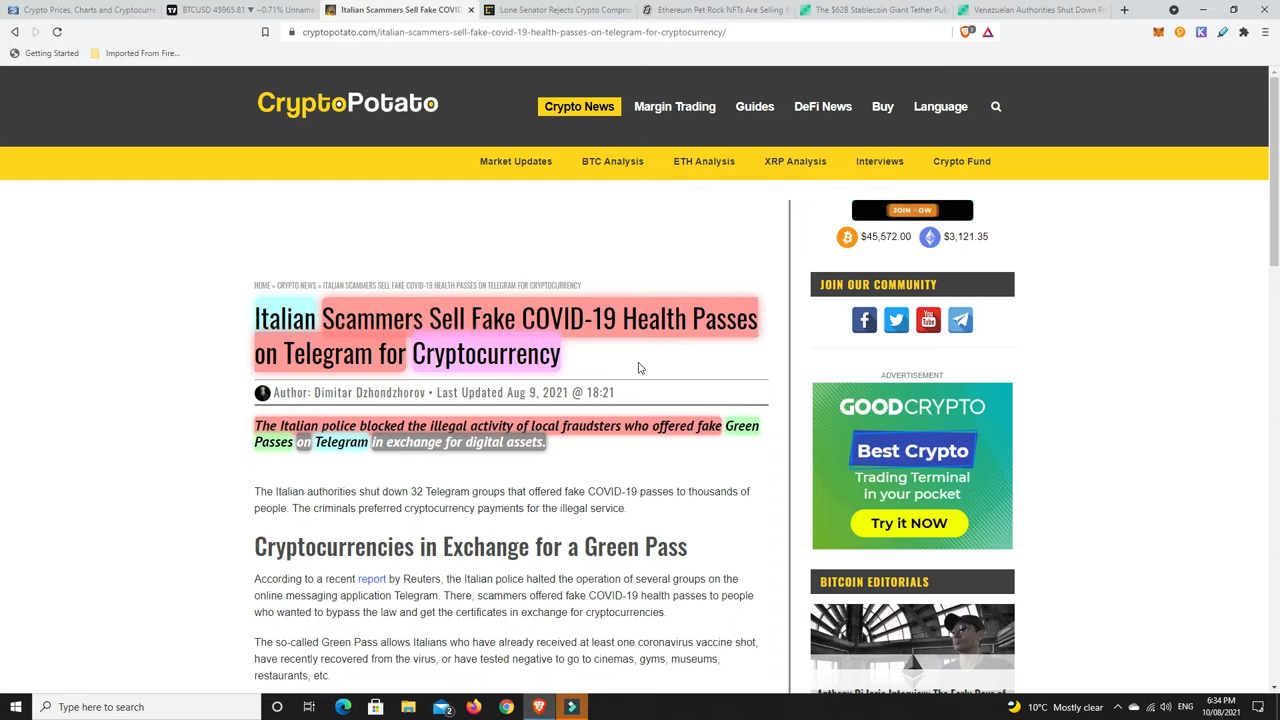 Crypto Prices, Charts and Cryptocurr
BTCUSD 45965.81 −0.71% Unname
Italian Scammers Sell Fake COVID-
Lone Senator Rejects Crypto Compro
Ethereum Pet Rock NFTs Are Selling f
The $62B Stablecoin Giant Tether Pub
Venezuelan Authorities Shut Down Po
cryptopotato.com/italian-scammers-sell-fake-covid-19-health-passes-on-telegram-for-cryptocurrency/
Getting Started
Imported From Fire...
CryptoPotato
Crypto News
Margin Trading
Guides
DeFi News
Buy
Language
Market Updates
BTC Analysis
ETH Analysis
XRP Analysis
Interviews
Crypto Fund
JOIN NOW
$45,572.00
$3,121.35
HOME » CRYPTO NEWS » ITALIAN SCAMMERS SELL FAKE COVID-19 HEALTH PASSES ON TELEGRAM FOR CRYPTOCURRENCY
Italian Scammers Sell Fake COVID-19 Health Passes
on Telegram for Cryptocurrency
Author: Dimitar Dzhondzhorov • Last Updated Aug 9, 2021 @ 18:21
The Italian police blocked the illegal activity of local fraudsters who offered fake Green
Passes on Telegram in exchange for digital assets.
The Italian authorities shut down 32 Telegram groups that offered fake COVID-19 passes to thousands of
people. The criminals preferred cryptocurrency payments for the illegal service.
Cryptocurrencies in Exchange for a Green Pass
According to a recent report by Reuters, the Italian police halted the operation of several groups on the
online messaging application Telegram. There, scammers offered fake COVID-19 health passes to people
who wanted to bypass the law and get the certificates in exchange for cryptocurrencies.
The so-called Green Pass allows Italians who have already received at least one coronavirus vaccine shot,
have recently recovered from the virus, or have tested negative to go to cinemas, gyms, museums,
restaurants, etc.
JOIN OUR COMMUNITY
You
Tube
ADVERTISEMENT
GOODCRYPTO
Best Crypto
Trading Terminal
in your pocket
Try it NOW
BITCOIN EDITORIALS
Type here to search
2
10°C Mostly clear
ENG
6:34 PM
10/08/2021